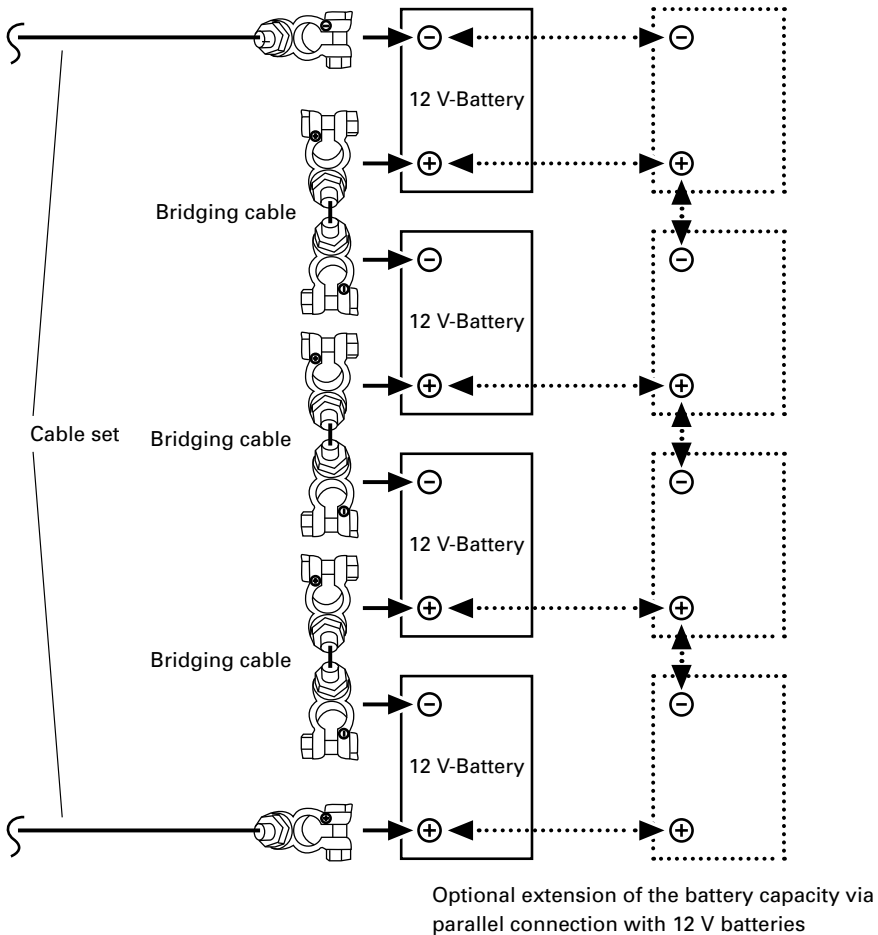 12 V-Battery
Bridging cable
12 V-Battery
Cable set
Bridging cable
12 V-Battery
Bridging cable
12 V-Battery
Optional extension of the battery capacity via
parallel connection with 12 V batteries